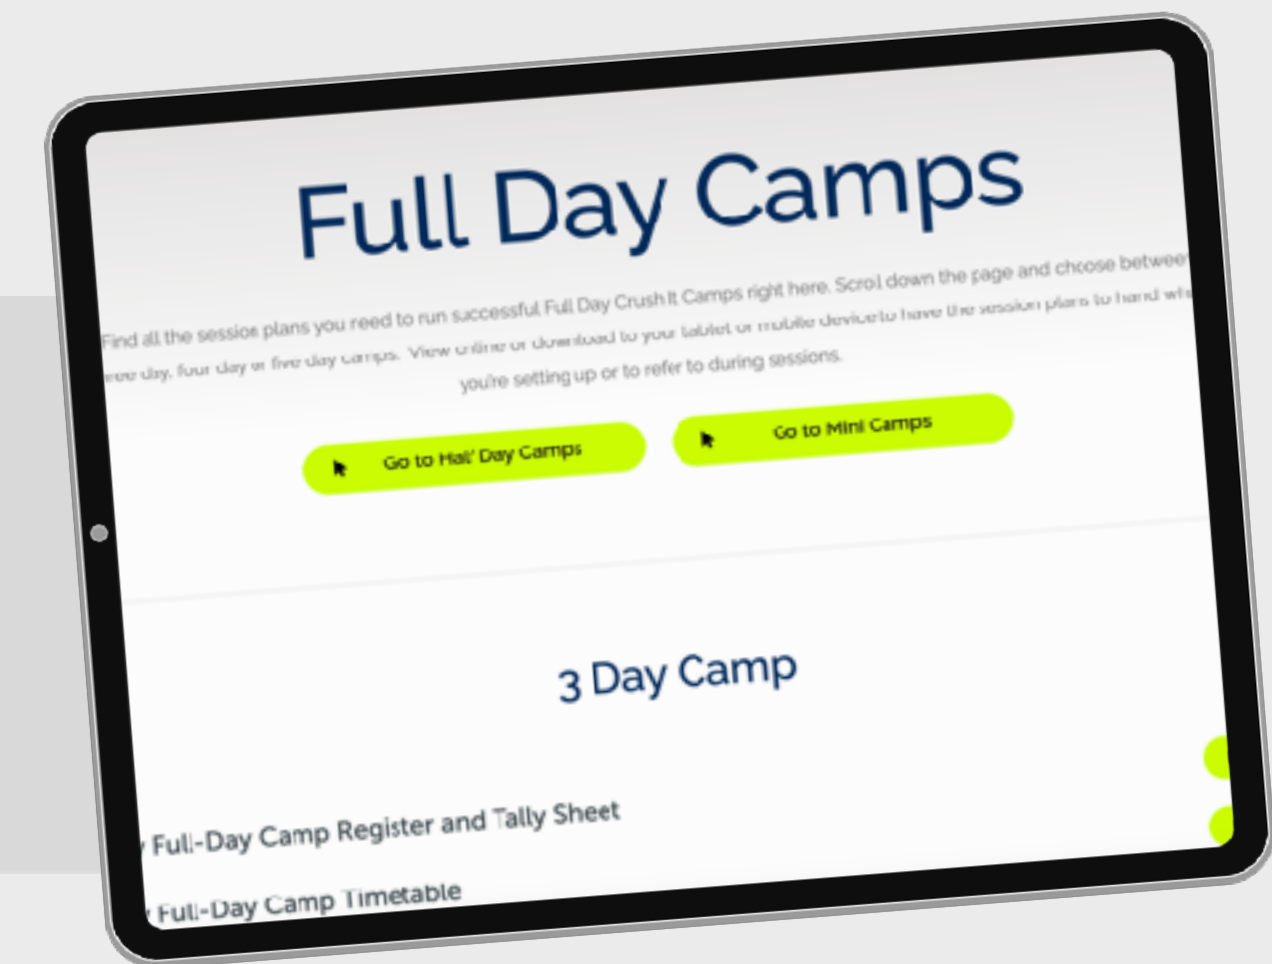 Full Day Camps
Find all the session plans you need to run successful Full Day Crush It Camps right here. Scroll down the page and choose between
ree day, four day or five day camps. View online or download to your tablet or mobile device to have the session plans to hand
you're setting up or to refer to during sessions.
Go to Half Day Camps
Go to Mini Camps
3 Day Camp
Full-Day Camp Register and Tally Sheet
Full-Day Camp Timetable